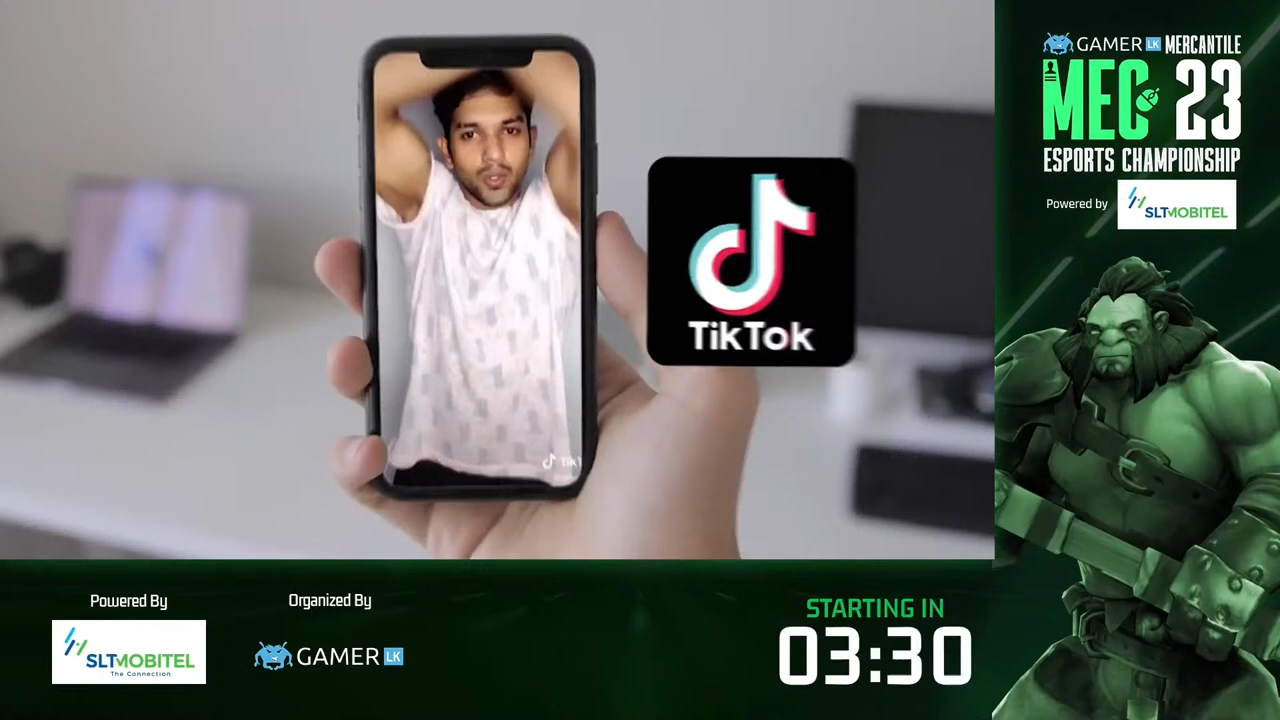 GAMER LK MERCANTILE
MEC 23
ESPORTS CHAMPIONSHIP
Powered by
SLTMOBITEL
TikTok
Powered By
Organized By
SLTMOBITEL
The Connection
GAMER LK
STARTING IN
03:30